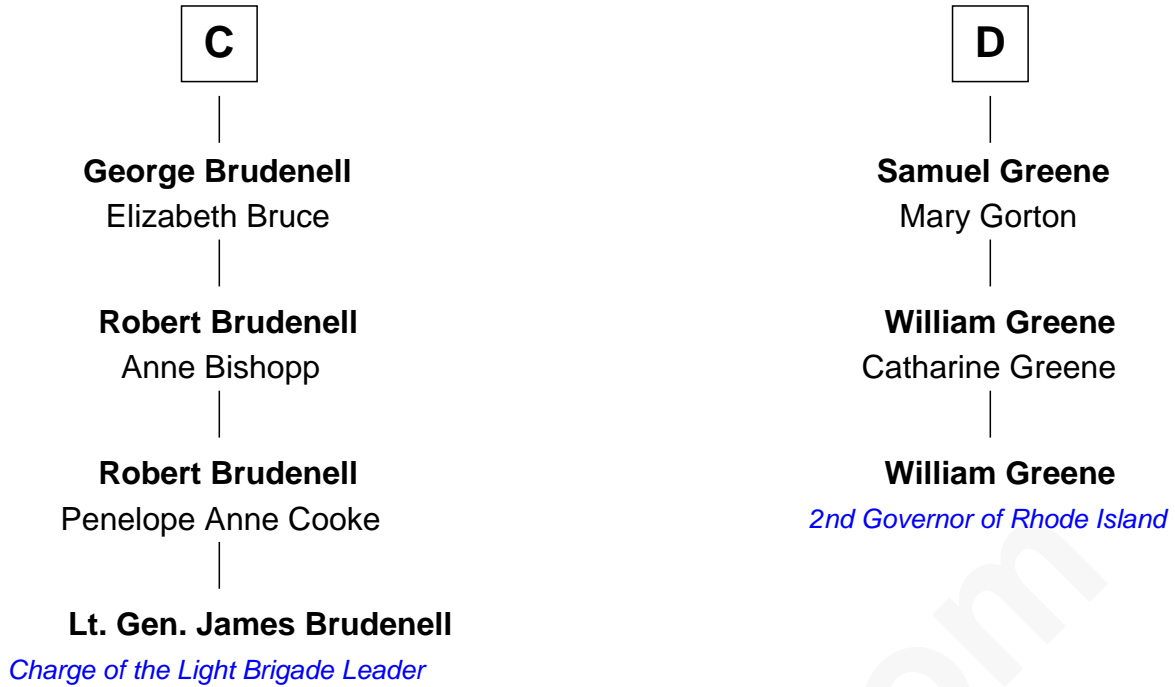 C
George Brudenell
Elizabeth Bruce
Robert Brudenell
Anne Bishopp
Robert Brudenell
Penelope Anne Cooke
Lt. Gen. James Brudenell
Charge of the Light Brigade Leader
D
Samuel Greene
Mary Gorton
William Greene
Catharine Greene
William Greene
2nd Governor of Rhode Island
om